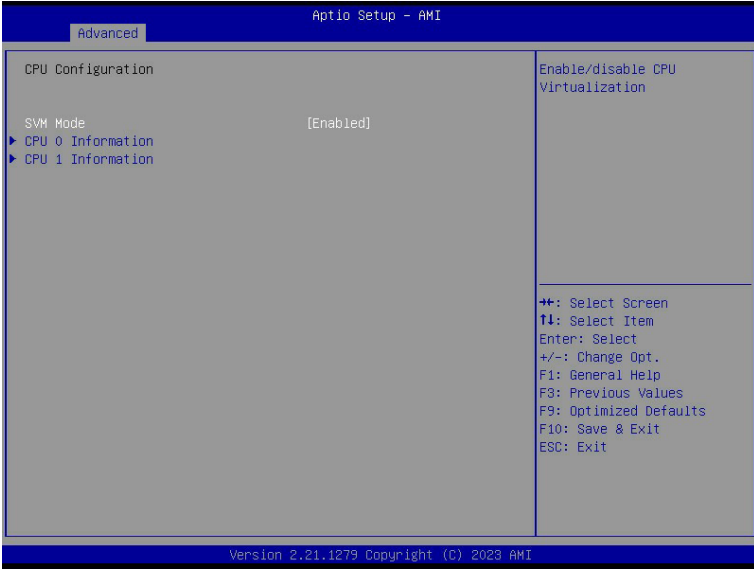 Aptio Setup – AMI
Advanced
CPU Configuration
SVM Mode [Enabled]
CPU 0 Information
CPU 1 Information
Enable/disable CPU
Virtualization
→←: Select Screen
↑↓: Select Item
Enter: Select
+/-: Change Opt.
F1: General Help
F3: Previous Values
F9: Optimized Defaults
F10: Save & Exit
ESC: Exit
Version 2.21.1279 Copyright (C) 2023 AMI